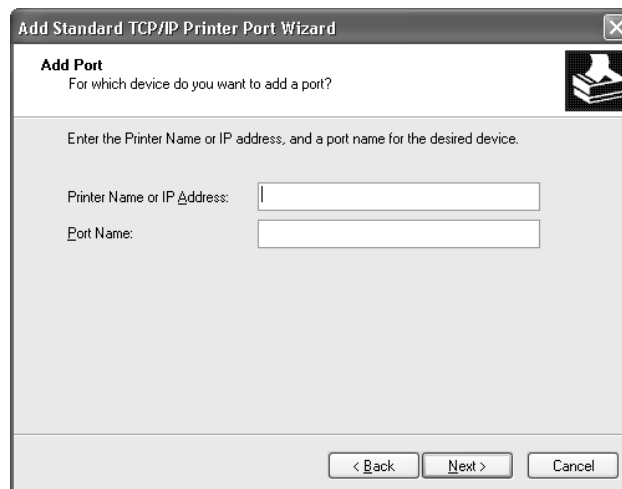 Add Standard TCP/IP Printer Port Wizard
Add Port
For which device do you want to add a port?
Enter the Printer Name or IP address, and a port name for the desired device.
Printer Name or IP Address:
Port Name:
< Back
Next >
Cancel